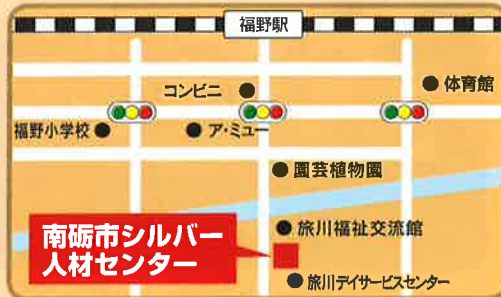 福野駅
コンビニ
体育館
福野小学校
ア・ミュー
園芸植物園
旅川福祉交流館
南砺市シルバー
人材センター
旅川デイサービスセンター